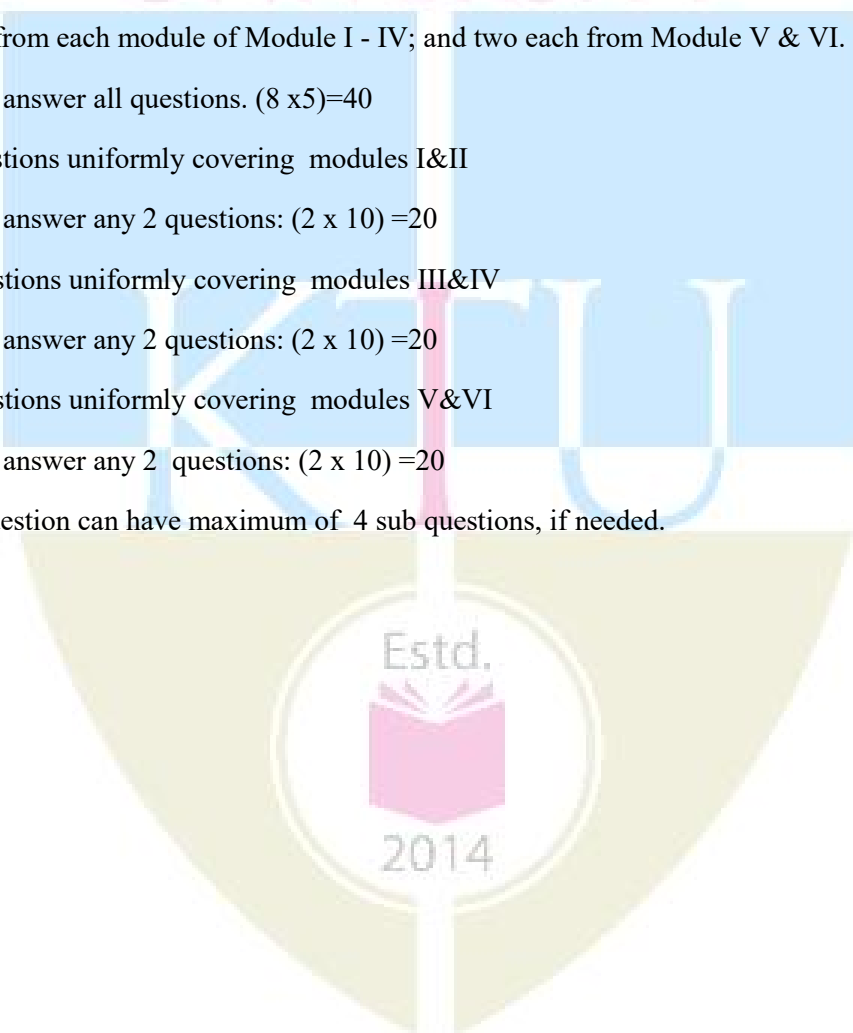 from each module of Module I - IV; and two each from Module V & VI.
answer all questions. (8 x5)=40
stions uniformly covering modules I&II
answer any 2 questions: (2 x 10) =20
stions uniformly covering modules III&IV
answer any 2 questions: (2 x 10) =20
stions uniformly covering modules V&VI
answer any 2 questions: (2 x 10) =20
estion can have maximum of 4 sub questions, if needed.
KTU
Estd.
2014